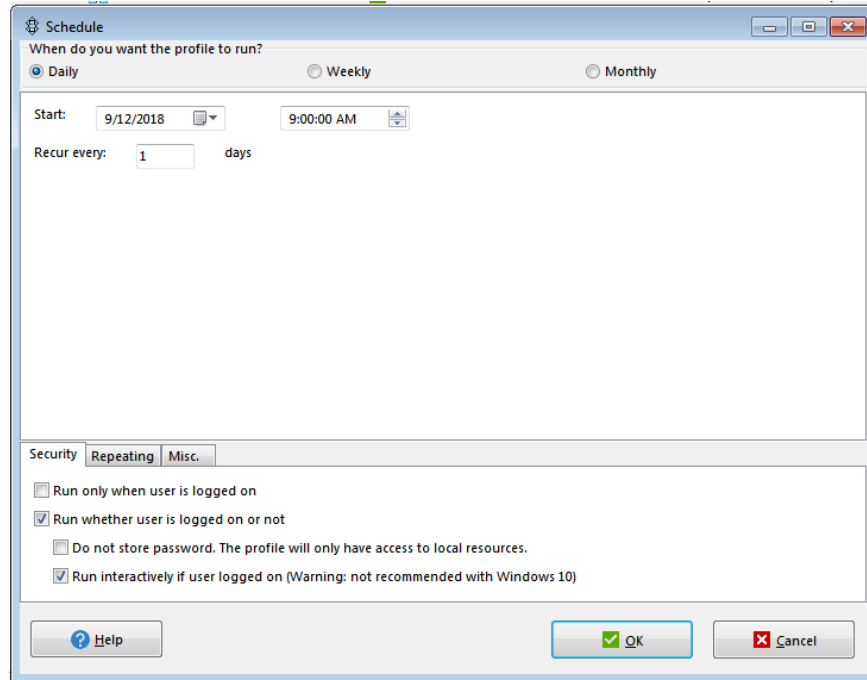 Schedule
When do you want the profile to run?
Daily Weekly Monthly
Start: 9/12/2018 9:00:00 AM
Recur every: 1 days
Security Repeating Misc.
Run only when user is logged on
Run whether user is logged on or not
Do not store password. The profile will only have access to local resources.
Run interactively if user logged on (Warning: not recommended with Windows 10)
Help OK Cancel